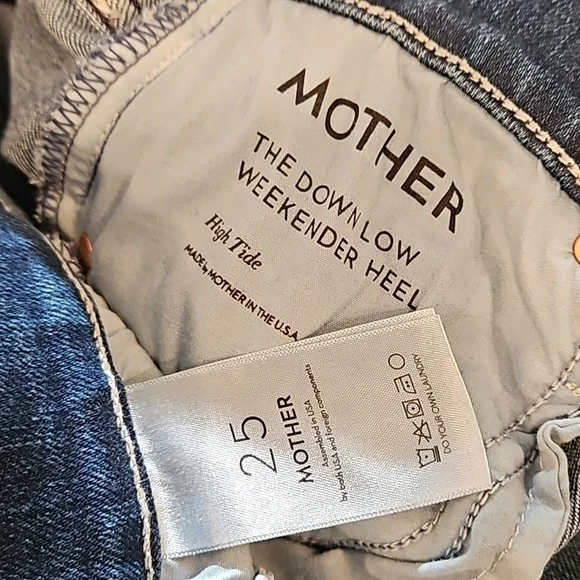 MOTHER
THE DOWN LOW
WEEKENDER HEEL
High Tide
MADE by MOTHER IN THE U.S.A.
25
MOTHER
Assembled in USA
by both USA and foreign components
DO YOUR OWN LAUNDRY